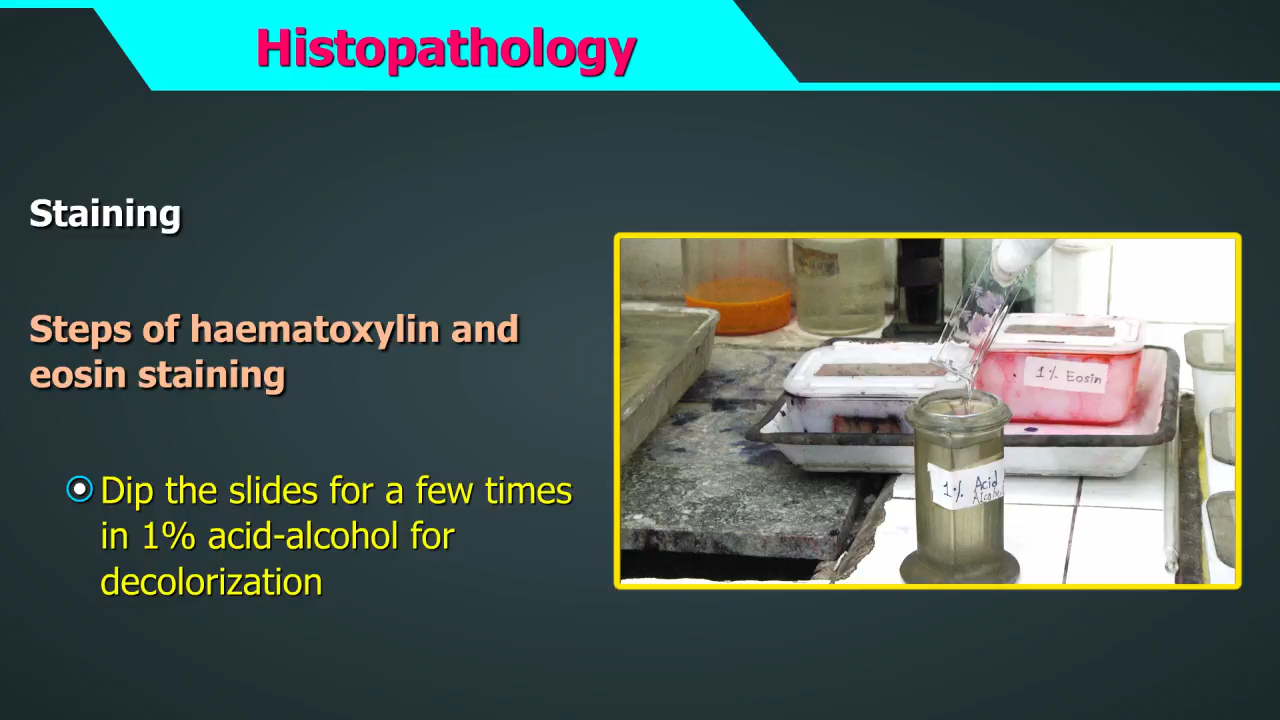 Histopathology
Staining
Steps of haematoxylin and
eosin staining
Dip the slides for a few times
in 1% acid-alcohol for
decolorization
1% Eosin
1% Acid
Alcohol